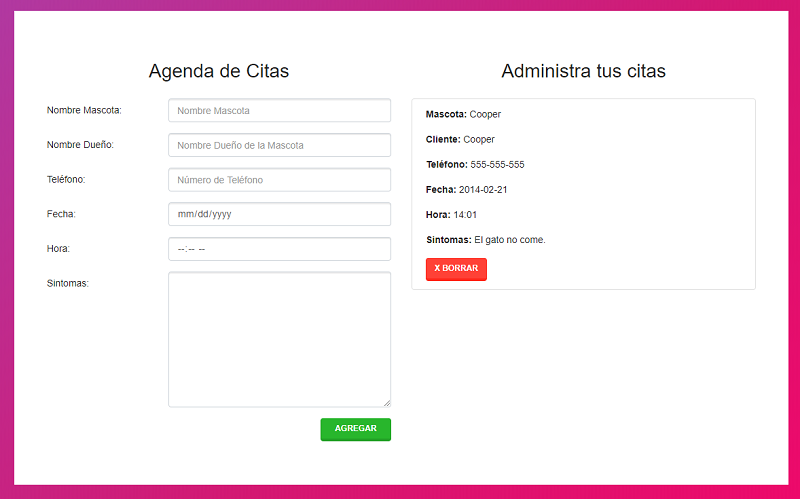 Agenda de Citas
Nombre Mascota:
Nombre Mascota
Nombre Dueño:
Nombre Dueño de la Mascota
Teléfono:
Número de Teléfono
Fecha:
mm/dd/yyyy
Hora:
--:-- --
Sintomas:
AGREGAR
Administra tus citas
Mascota: Cooper
Cliente: Cooper
Teléfono: 555-555-555
Fecha: 2014-02-21
Hora: 14:01
Sintomas: El gato no come.
X BORRAR